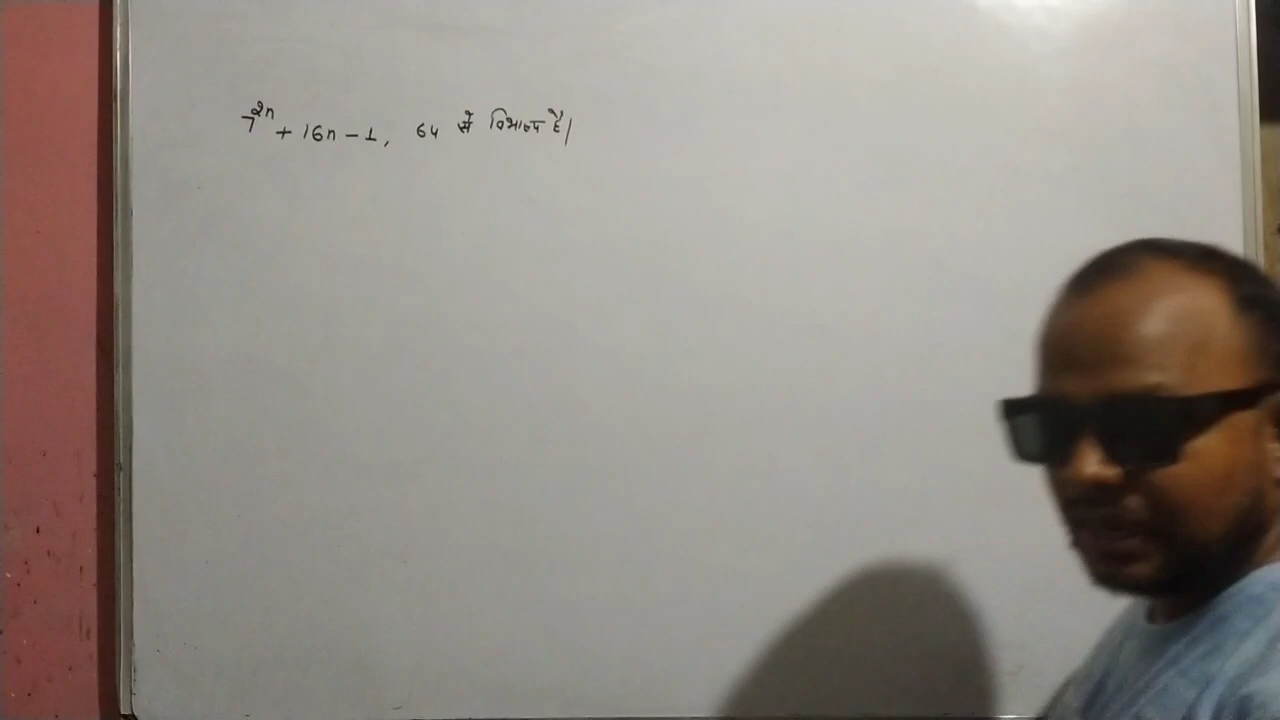 7²ⁿ + 16n - 1, 64 से विभाज्य है।